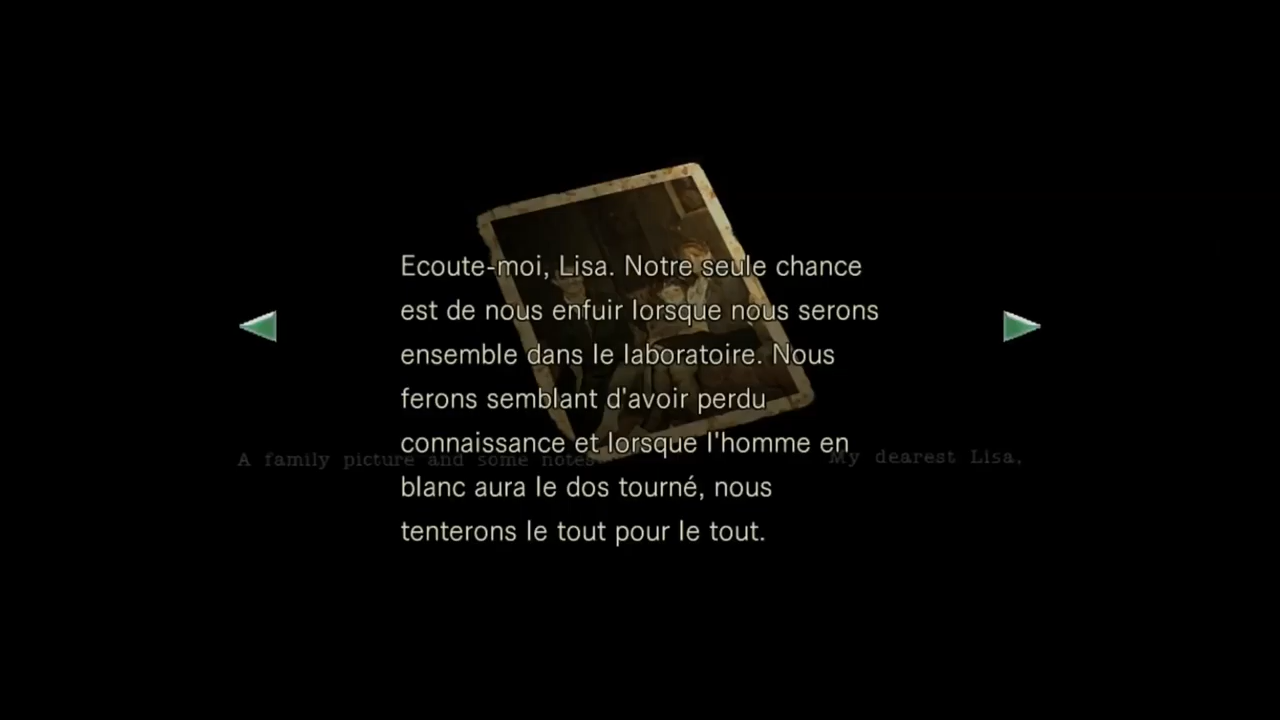 Ecoute-moi, Lisa. Notre seule chance
est de nous enfuir lorsque nous serons
ensemble dans le laboratoire. Nous
ferons semblant d'avoir perdu
connaissance et lorsque l'homme en
A family picture and some notes
My dearest Lisa,
blanc aura le dos tourné, nous
tenterons le tout pour le tout.